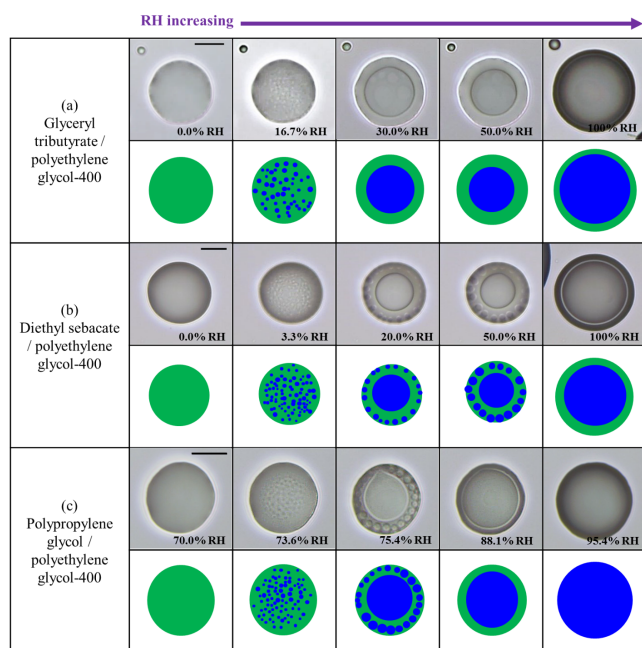 RH increasing
(a)
Glyceryl
tributyrate /
polyethylene
glycol-400
0.0% RH
16.7% RH
30.0% RH
50.0% RH
100% RH
(b)
Diethyl sebacate
/ polyethylene
glycol-400
0.0% RH
3.3% RH
20.0% RH
50.0% RH
100% RH
(c)
Polypropylene
glycol /
polyethylene
glycol-400
70.0% RH
73.6% RH
75.4% RH
88.1% RH
95.4% RH